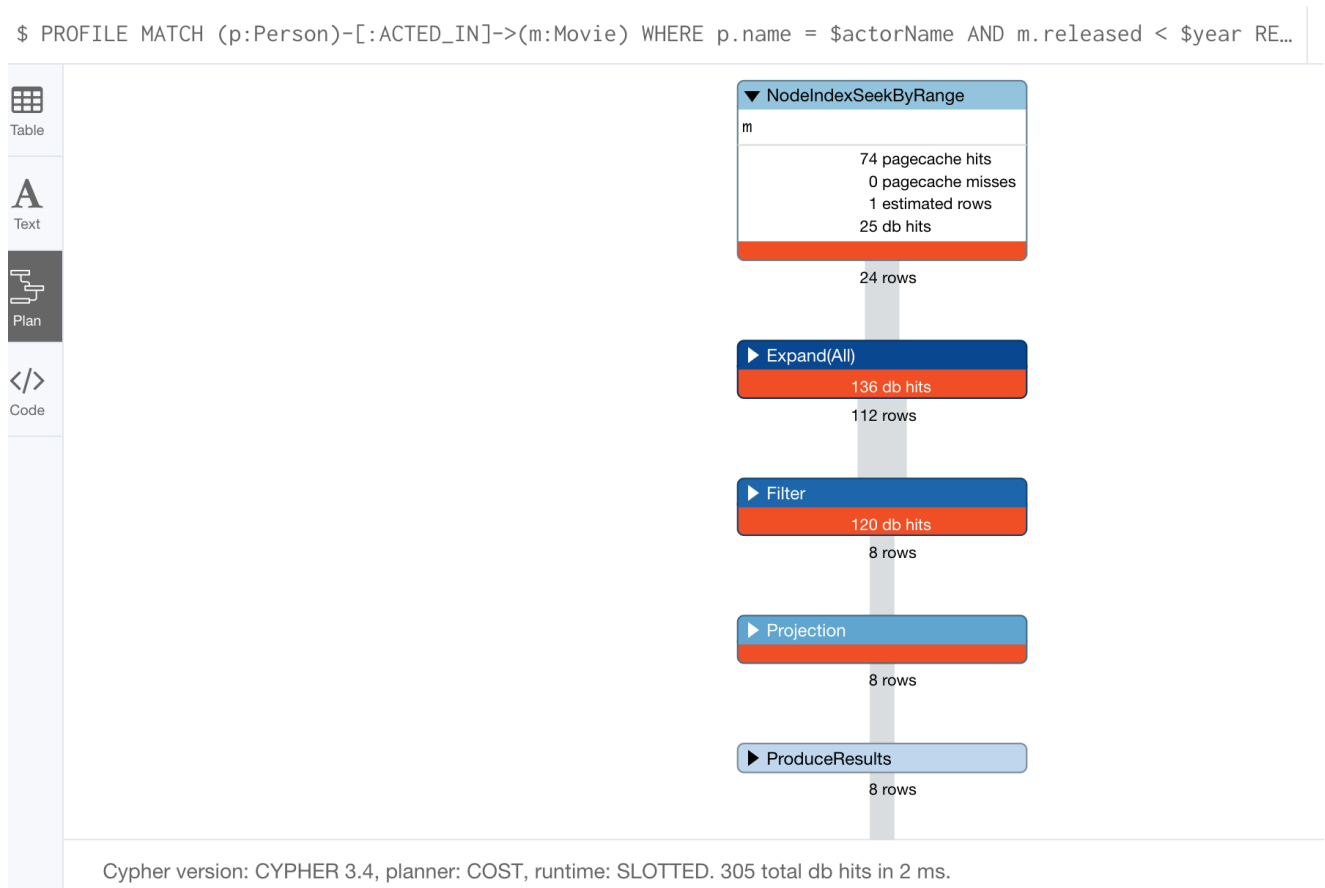 $ PROFILE MATCH (p:Person)-[:ACTED_IN]->(m:Movie) WHERE p.name = $actorName AND m.released < $year RE…
Table
A
Text
Plan
</>
Code
NodeIndexSeekByRange
m
74 pagecache hits
0 pagecache misses
1 estimated rows
25 db hits
24 rows
Expand(All)
136 db hits
112 rows
Filter
120 db hits
8 rows
Projection
8 rows
ProduceResults
8 rows
Cypher version: CYPHER 3.4, planner: COST, runtime: SLOTTED. 305 total db hits in 2 ms.